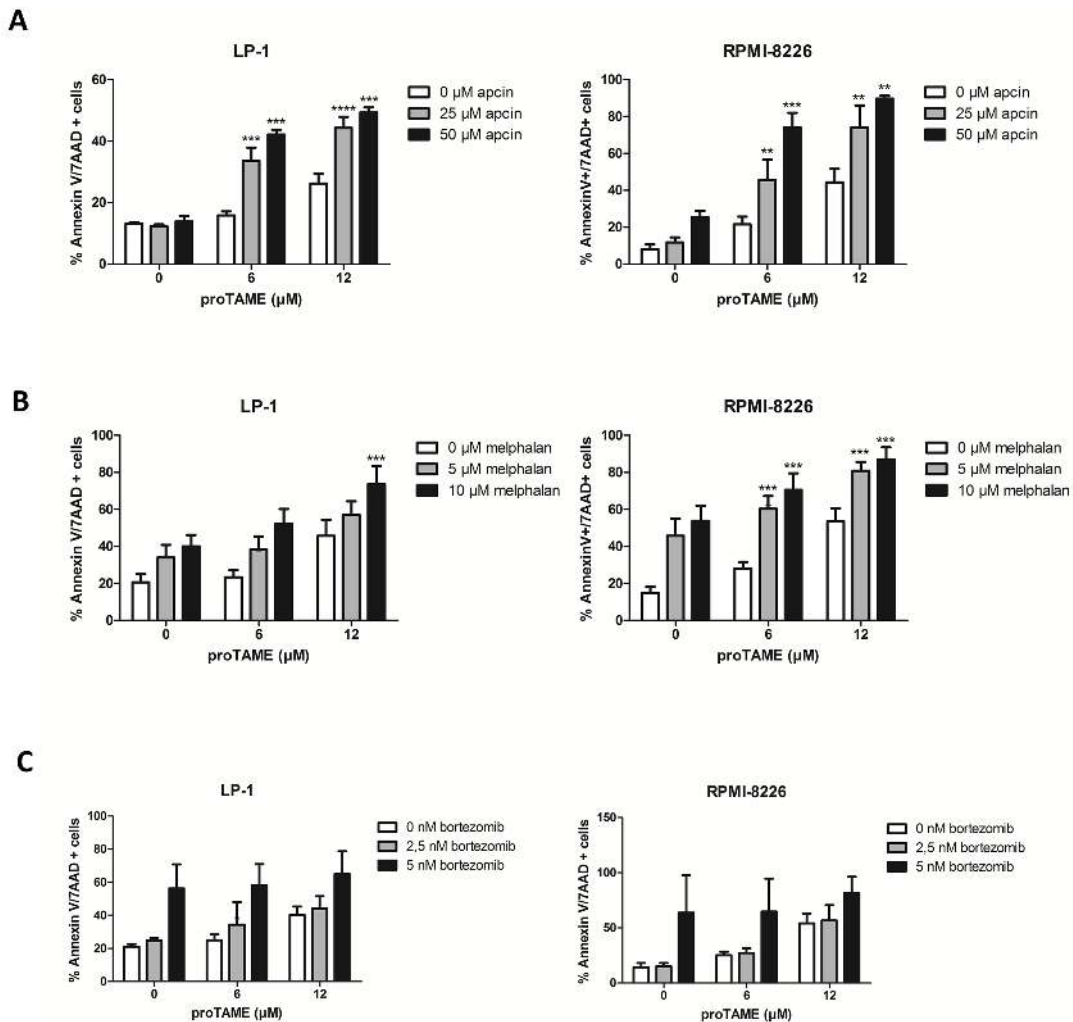 A
LP-1
% Annexin V/7AAD + cells
60
40
20
0
*** *** **** ***
0 6 12
proTAME (µM)
0 µM apcin
25 µM apcin
50 µM apcin
RPMI-8226
% AnnexinV+/7AAD+ cells
100
80
60
40
20
0
** *** ** **
0 6 12
proTAME (µM)
0 µM apcin
25 µM apcin
50 µM apcin
B
LP-1
% Annexin V/7AAD + cells
100
80
60
40
20
0
***
0 6 12
proTAME (µM)
0 µM melphalan
5 µM melphalan
10 µM melphalan
RPMI-8226
% AnnexinV+/7AAD+ cells
100
80
60
40
20
0
*** *** *** ***
0 6 12
proTAME (µM)
0 µM melphalan
5 µM melphalan
10 µM melphalan
C
LP-1
% Annexin V/7AAD + cells
100
80
60
40
20
0
0 6 12
proTAME (µM)
0 nM bortezomib
2,5 nM bortezomib
5 nM bortezomib
RPMI-8226
% Annexin V/7AAD + cells
150
100
50
0
0 6 12
proTAME (µM)
0 nM bortezomib
2,5 nM bortezomib
5 nM bortezomib